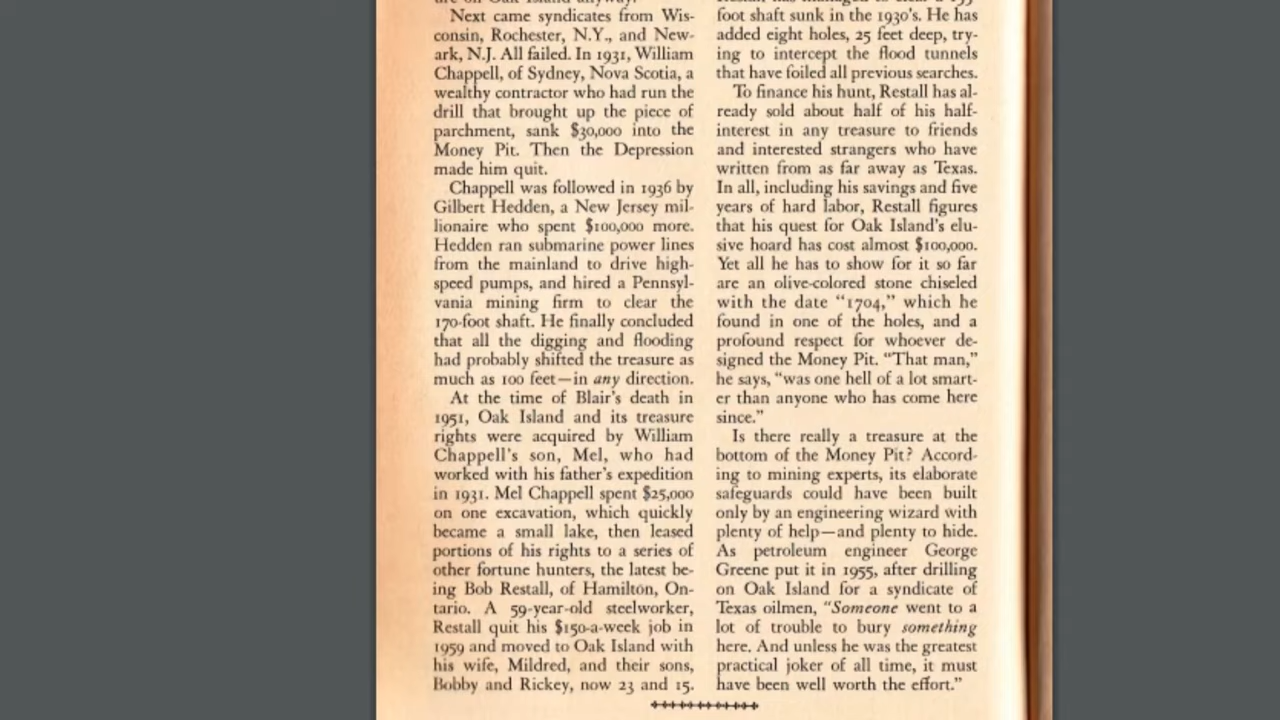 Next came syndicates from Wis-
consin, Rochester, N.Y., and New-
ark, N.J. All failed. In 1931, William
Chappell, of Sydney, Nova Scotia, a
wealthy contractor who had run the
drill that brought up the piece of
parchment, sank $30,000 into the
Money Pit. Then the Depression
made him quit.
Chappell was followed in 1936 by
Gilbert Hedden, a New Jersey mil-
lionaire who spent $100,000 more.
Hedden ran submarine power lines
from the mainland to drive high-
speed pumps, and hired a Pennsyl-
vania mining firm to clear the
170-foot shaft. He finally concluded
that all the digging and flooding
had probably shifted the treasure as
much as 100 feet—in any direction.
At the time of Blair's death in
1951, Oak Island and its treasure
rights were acquired by William
Chappell's son, Mel, who had
worked with his father's expedition
in 1931. Mel Chappell spent $25,000
on one excavation, which quickly
became a small lake, then leased
portions of his rights to a series of
other fortune hunters, the latest be-
ing Bob Restall, of Hamilton, On-
tario. A 59-year-old steelworker,
Restall quit his $150-a-week job in
1959 and moved to Oak Island with
his wife, Mildred, and their sons,
Bobby and Rickey, now 23 and 15.
foot shaft sunk in the 1930's. He has
added eight holes, 25 feet deep, try-
ing to intercept the flood tunnels
that have foiled all previous searches.
To finance his hunt, Restall has al-
ready sold about half of his half-
interest in any treasure to friends
and interested strangers who have
written from as far away as Texas.
In all, including his savings and five
years of hard labor, Restall figures
that his quest for Oak Island's elu-
sive hoard has cost almost $100,000.
Yet all he has to show for it so far
are an olive-colored stone chiseled
with the date “1704,” which he
found in one of the holes, and a
profound respect for whoever de-
signed the Money Pit. “That man,”
he says, “was one hell of a lot smart-
er than anyone who has come here
since.”
Is there really a treasure at the
bottom of the Money Pit? Accord-
ing to mining experts, its elaborate
safeguards could have been built
only by an engineering wizard with
plenty of help—and plenty to hide.
As petroleum engineer George
Greene put it in 1955, after drilling
on Oak Island for a syndicate of
Texas oilmen, “Someone went to a
lot of trouble to bury something
here. And unless he was the greatest
practical joker of all time, it must
have been well worth the effort.”